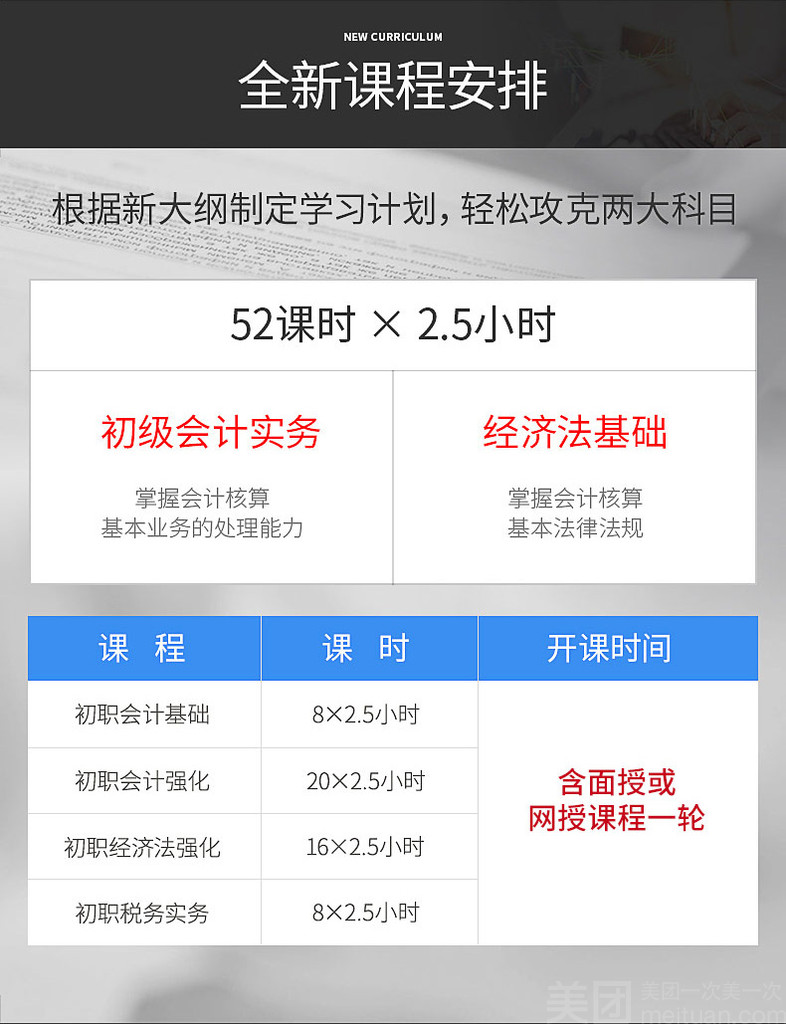 NEW CURRICULUM
全新课程安排
根据新大纲制定学习计划,轻松攻克两大科目
52课时 × 2.5小时
初级会计实务
掌握会计核算
基本业务的处理能力
经济法基础
掌握会计核算
基本法律法规
课 程 课 时 开课时间
初职会计基础 8×2.5小时
初职会计强化 20×2.5小时
初职经济法强化 16×2.5小时
初职税务实务 8×2.5小时
含面授或
网授课程一轮
美团 美团一次美一次
meituan.com